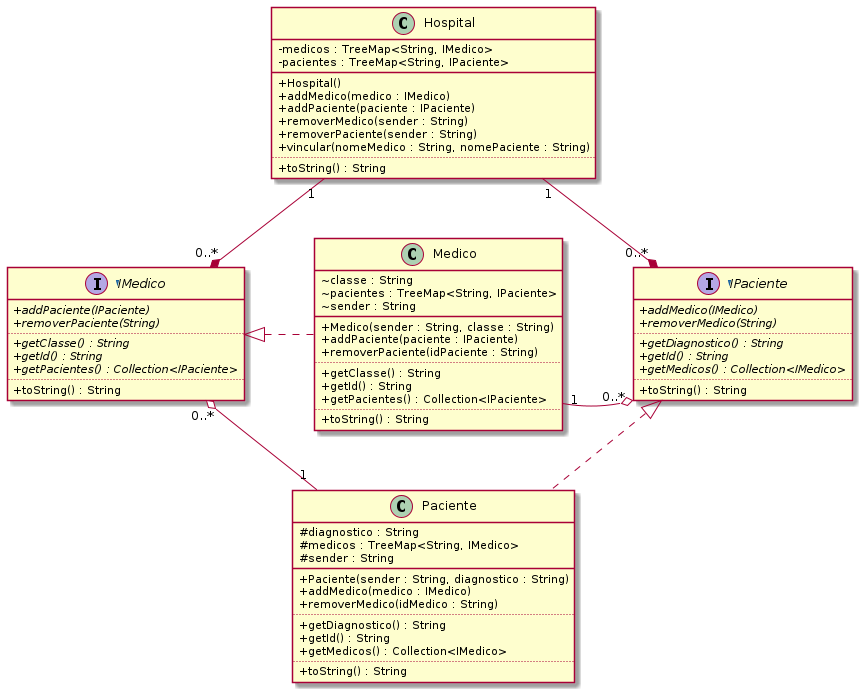 C Hospital
-medicos : TreeMap<String, IMedico>
-pacientes : TreeMap<String, IPaciente>
+Hospital()
+addMedico(medico : IMedico)
+addPaciente(paciente : IPaciente)
+removerMedico(sender : String)
+removerPaciente(sender : String)
+vincular(nomeMedico : String, nomePaciente : String)
+toString() : String
1
1
0..*
0..*
I IMedico
+addPaciente(IPaciente)
+removerPaciente(String)
+getClasse() : String
+getId() : String
+getPacientes() : Collection<IPaciente>
+toString() : String
C Medico
~classe : String
~pacientes : TreeMap<String, IPaciente>
~sender : String
+Medico(sender : String, classe : String)
+addPaciente(paciente : IPaciente)
+removerPaciente(idPaciente : String)
+getClasse() : String
+getId() : String
+getPacientes() : Collection<IPaciente>
+toString() : String
I IPaciente
+addMedico(IMedico)
+removerMedico(String)
+getDiagnostico() : String
+getId() : String
+getMedicos() : Collection<IMedico>
+toString() : String
1
0..*
0..*
1
C Paciente
#diagnostico : String
#medicos : TreeMap<String, IMedico>
#sender : String
+Paciente(sender : String, diagnostico : String)
+addMedico(medico : IMedico)
+removerMedico(idMedico : String)
+getDiagnostico() : String
+getId() : String
+getMedicos() : Collection<IMedico>
+toString() : String